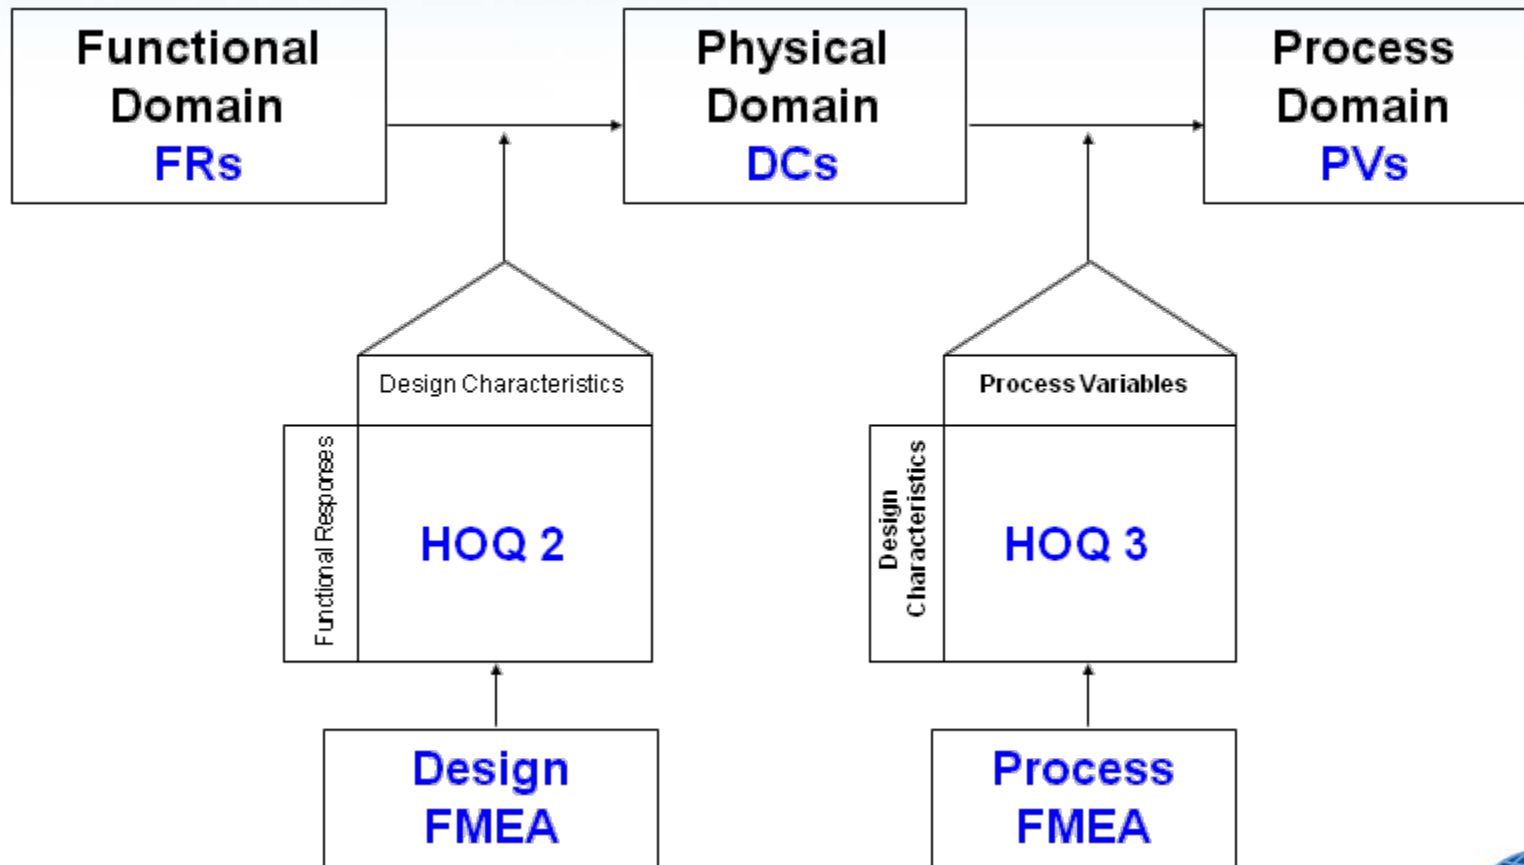 Functional
Domain
FRs
Physical
Domain
DCs
Process
Domain
PVs
Design Characteristics
Functional Responses
HOQ 2
Process Variables
Design
Characteristics
HOQ 3
Design
FMEA
Process
FMEA